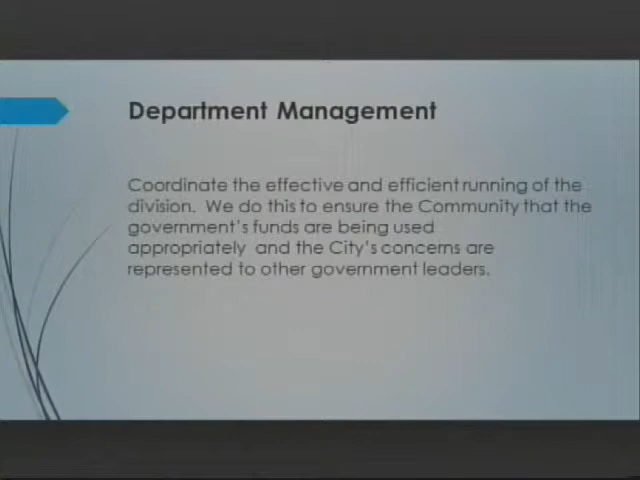 Department Management
Coordinate the effective and efficient running of the
division. We do this to ensure the Community that the
government's funds are being used
appropriately and the City's concerns are
represented to other government leaders.